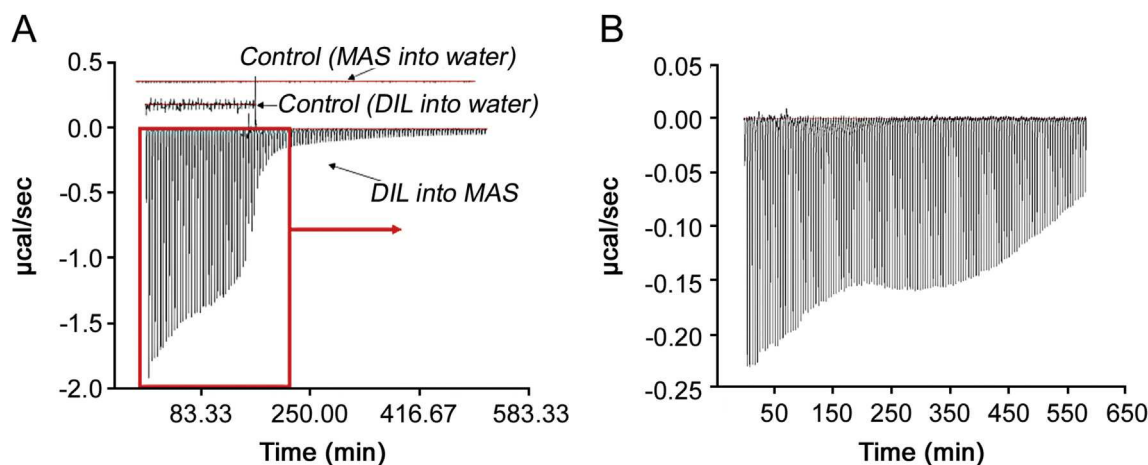 A
B
0.5
0.0
-0.5
-1.0
-1.5
-2.0
µcal/sec
Control (MAS into water)
Control (DIL into water)
DIL into MAS
83.33
250.00
416.67
583.33
Time (min)
0.05
0.00
-0.05
-0.10
-0.15
-0.20
-0.25
µcal/sec
50
150
250
350
450
550
650
Time (min)